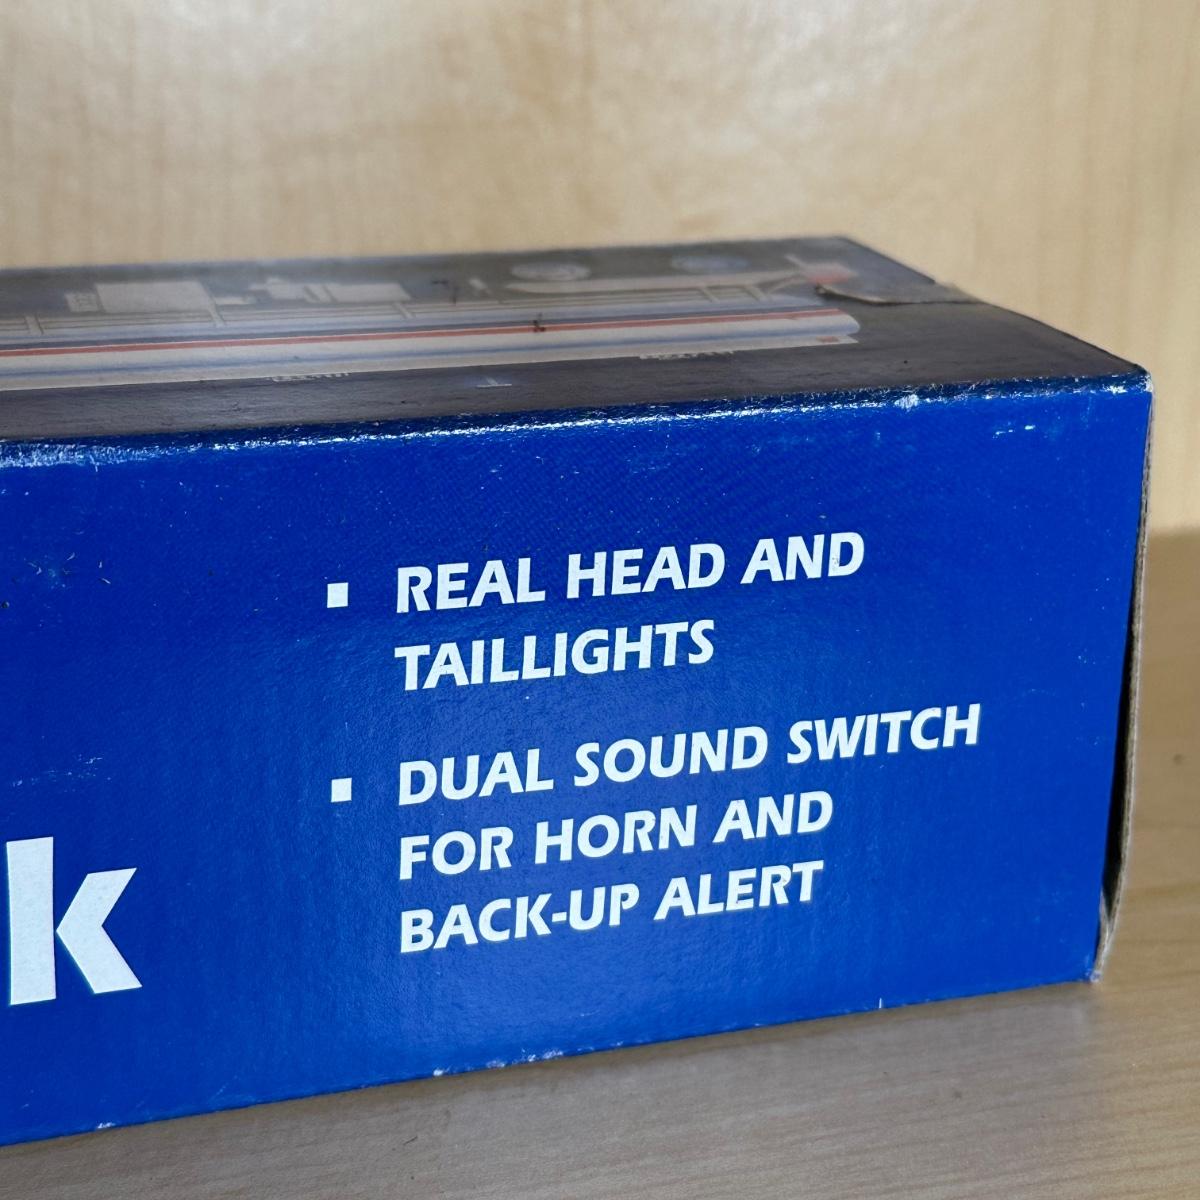 ▪ REAL HEAD AND
TAILLIGHTS
▪ DUAL SOUND SWITCH
FOR HORN AND
BACK-UP ALERT
k